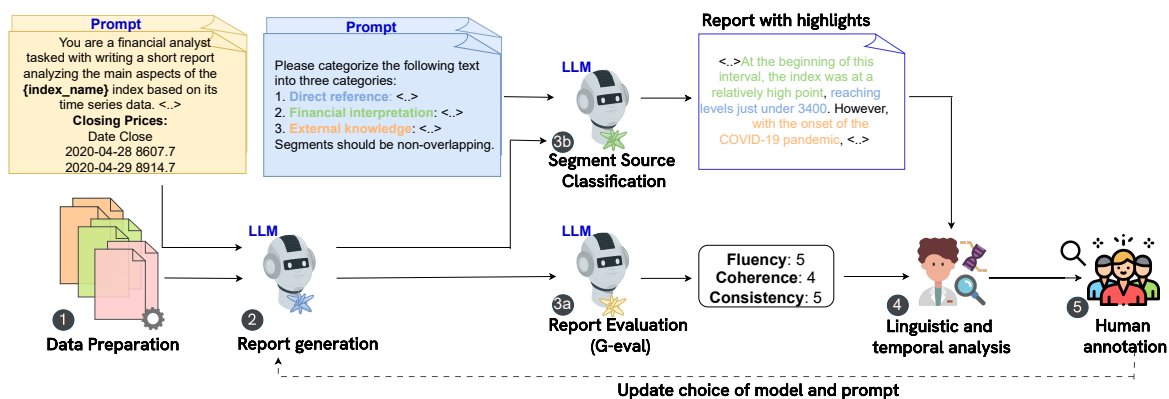 Prompt
You are a financial analyst
tasked with writing a short report
analyzing the main aspects of the
{index_name} index based on its
time series data. <..>
Closing Prices:
Date Close
2020-04-28 8607.7
2020-04-29 8914.7
Prompt
Please categorize the following text
into three categories:
1. Direct reference: <..>
2. Financial interpretation: <..>
3. External knowledge: <..>
Segments should be non-overlapping.
LLM
3b
Segment Source
Classification
Report with highlights
<..>At the beginning of this
interval, the index was at a
relatively high point, reaching
levels just under 3400. However,
with the onset of the
COVID-19 pandemic, <..>
1
Data Preparation
LLM
2
Report generation
LLM
3a
Report Evaluation
(G-eval)
Fluency: 5
Coherence: 4
Consistency: 5
4
Linguistic and
temporal analysis
5
Human
annotation
Update choice of model and prompt